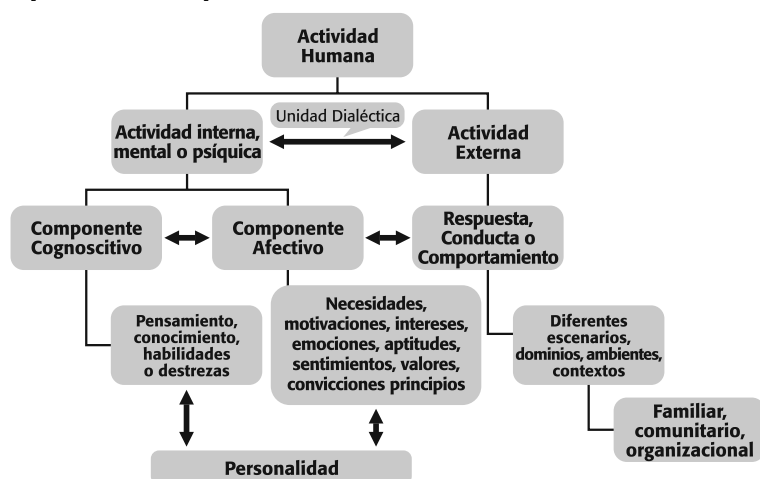 Actividad
Humana
Unidad Dialéctica
Actividad interna,
mental o psíquica
Actividad
Externa
Componente
Cognoscitivo
Componente
Afectivo
Respuesta,
Conducta o
Comportamiento
Pensamiento,
conocimiento,
habilidades
o destrezas
Necesidades,
motivaciones, intereses,
emociones, aptitudes,
sentimientos, valores,
convicciones principios
Diferentes
escenarios,
dominios, ambientes,
contextos
Familiar,
comunitario,
organizacional
Personalidad